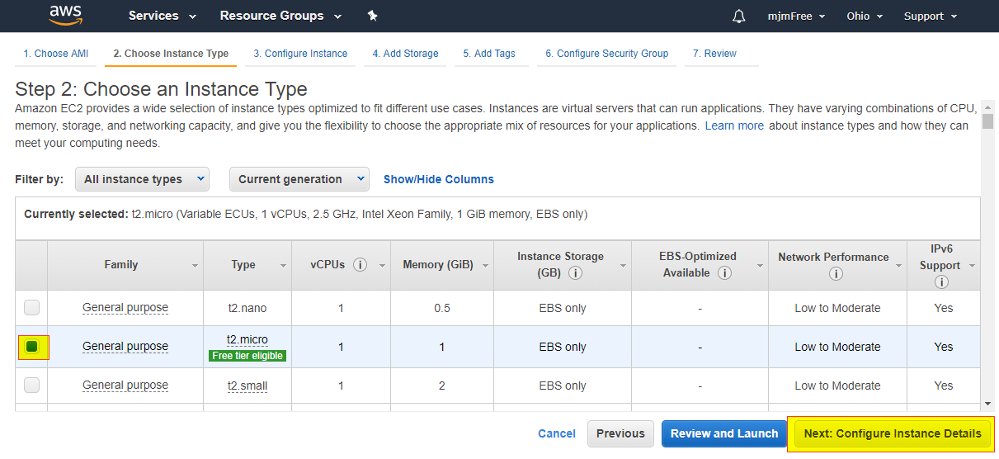 aws Services Resource Groups mjmFree Ohio Support
1. Choose AMI 2. Choose Instance Type 3. Configure Instance 4. Add Storage 5. Add Tags 6. Configure Security Group 7. Review
Step 2: Choose an Instance Type
Amazon EC2 provides a wide selection of instance types optimized to fit different use cases. Instances are virtual servers that can run applications. They have varying combinations of CPU,
memory, storage, and networking capacity, and give you the flexibility to choose the appropriate mix of resources for your applications. Learn more about instance types and how they can
meet your computing needs.
Filter by: All instance types Current generation Show/Hide Columns
Currently selected: t2.micro (Variable ECUs, 1 vCPUs, 2.5 GHz, Intel Xeon Family, 1 GiB memory, EBS only)
Family Type vCPUs i Memory (GiB) Instance Storage (GB) i EBS-Optimized Available i Network Performance i IPv6 Support i
General purpose t2.nano 1 0.5 EBS only - Low to Moderate Yes
General purpose t2.micro Free tier eligible 1 1 EBS only - Low to Moderate Yes
General purpose t2.small 1 2 EBS only - Low to Moderate Yes
Cancel Previous Review and Launch Next: Configure Instance Details